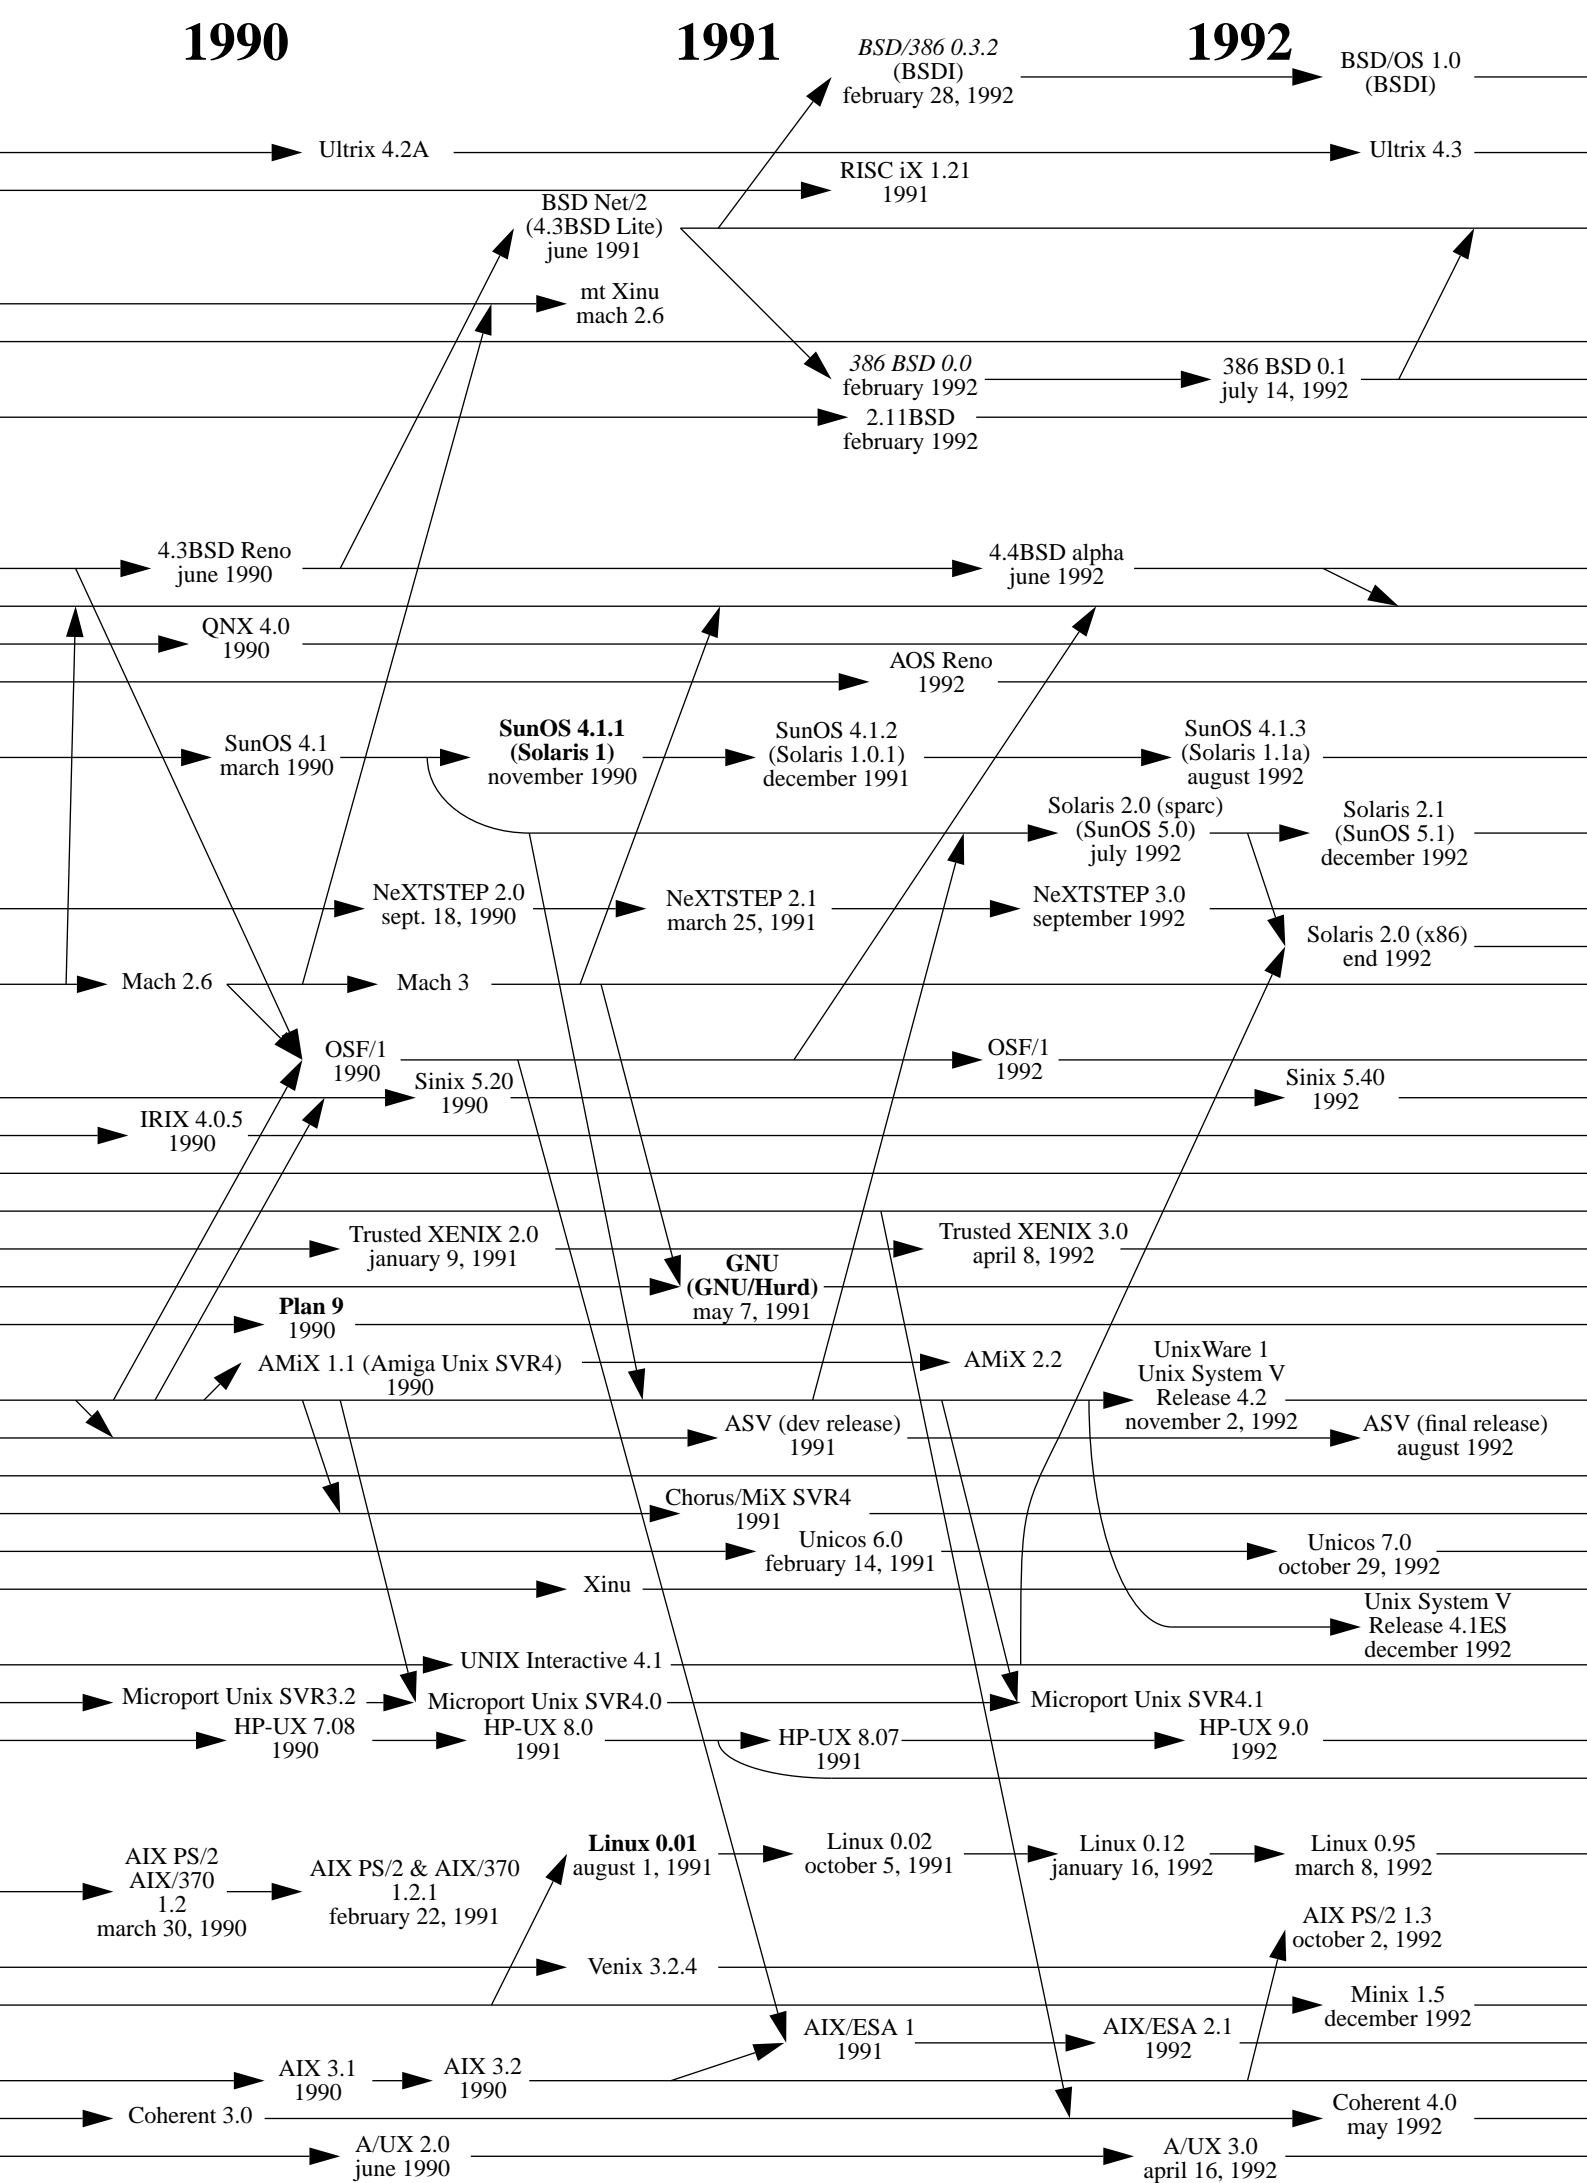 1990
1991
1992
BSD/386 0.3.2
(BSDI)
february 28, 1992
BSD/OS 1.0
(BSDI)
Ultrix 4.2A
Ultrix 4.3
RISC iX 1.21
1991
BSD Net/2
(4.3BSD Lite)
june 1991
mt Xinu
mach 2.6
386 BSD 0.0
february 1992
386 BSD 0.1
july 14, 1992
2.11BSD
february 1992
4.3BSD Reno
june 1990
4.4BSD alpha
june 1992
QNX 4.0
1990
AOS Reno
1992
SunOS 4.1
march 1990
SunOS 4.1.1
(Solaris 1)
november 1990
SunOS 4.1.2
(Solaris 1.0.1)
december 1991
SunOS 4.1.3
(Solaris 1.1a)
august 1992
Solaris 2.0 (sparc)
(SunOS 5.0)
july 1992
Solaris 2.1
(SunOS 5.1)
december 1992
NeXTSTEP 2.0
sept. 18, 1990
NeXTSTEP 2.1
march 25, 1991
NeXTSTEP 3.0
september 1992
Solaris 2.0 (x86)
end 1992
Mach 2.6
Mach 3
OSF/1
1990
OSF/1
1992
Sinix 5.20
1990
Sinix 5.40
1992
IRIX 4.0.5
1990
Trusted XENIX 2.0
january 9, 1991
Trusted XENIX 3.0
april 8, 1992
GNU
(GNU/Hurd)
may 7, 1991
Plan 9
1990
AMiX 1.1 (Amiga Unix SVR4)
1990
AMiX 2.2
UnixWare 1
Unix System V
Release 4.2
november 2, 1992
ASV (dev release)
1991
ASV (final release)
august 1992
Chorus/MiX SVR4
1991
Unicos 6.0
february 14, 1991
Unicos 7.0
october 29, 1992
Xinu
Unix System V
Release 4.1ES
december 1992
UNIX Interactive 4.1
Microport Unix SVR3.2
Microport Unix SVR4.0
Microport Unix SVR4.1
HP-UX 7.08
1990
HP-UX 8.0
1991
HP-UX 8.07
1991
HP-UX 9.0
1992
Linux 0.01
august 1, 1991
Linux 0.02
october 5, 1991
Linux 0.12
january 16, 1992
Linux 0.95
march 8, 1992
AIX PS/2
AIX/370
1.2
march 30, 1990
AIX PS/2 & AIX/370
1.2.1
february 22, 1991
AIX PS/2 1.3
october 2, 1992
Venix 3.2.4
Minix 1.5
december 1992
AIX/ESA 1
1991
AIX/ESA 2.1
1992
AIX 3.1
1990
AIX 3.2
1990
Coherent 3.0
Coherent 4.0
may 1992
A/UX 2.0
june 1990
A/UX 3.0
april 16, 1992